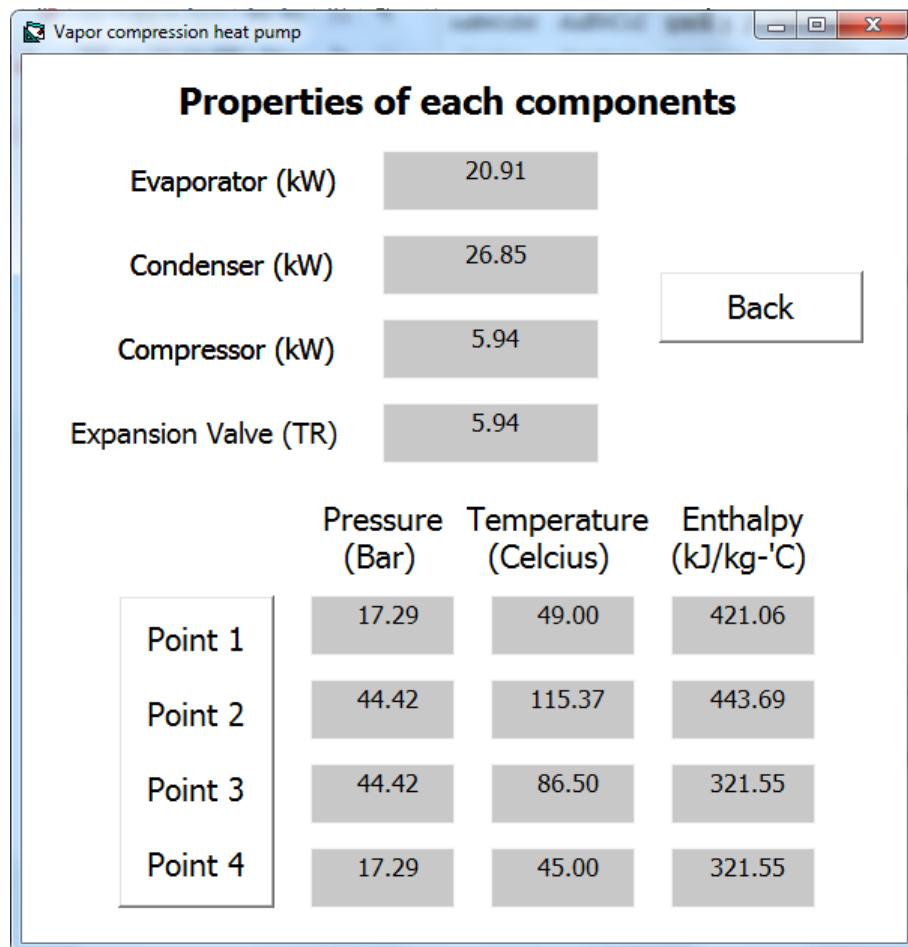 Vapor compression heat pump
Properties of each components
Evaporator (kW) 20.91
Condenser (kW) 26.85
Back
Compressor (kW) 5.94
Expansion Valve (TR) 5.94
Pressure Temperature Enthalpy
(Bar) (Celcius) (kJ/kg-'C)
Point 1 17.29 49.00 421.06
Point 2 44.42 115.37 443.69
Point 3 44.42 86.50 321.55
Point 4 17.29 45.00 321.55